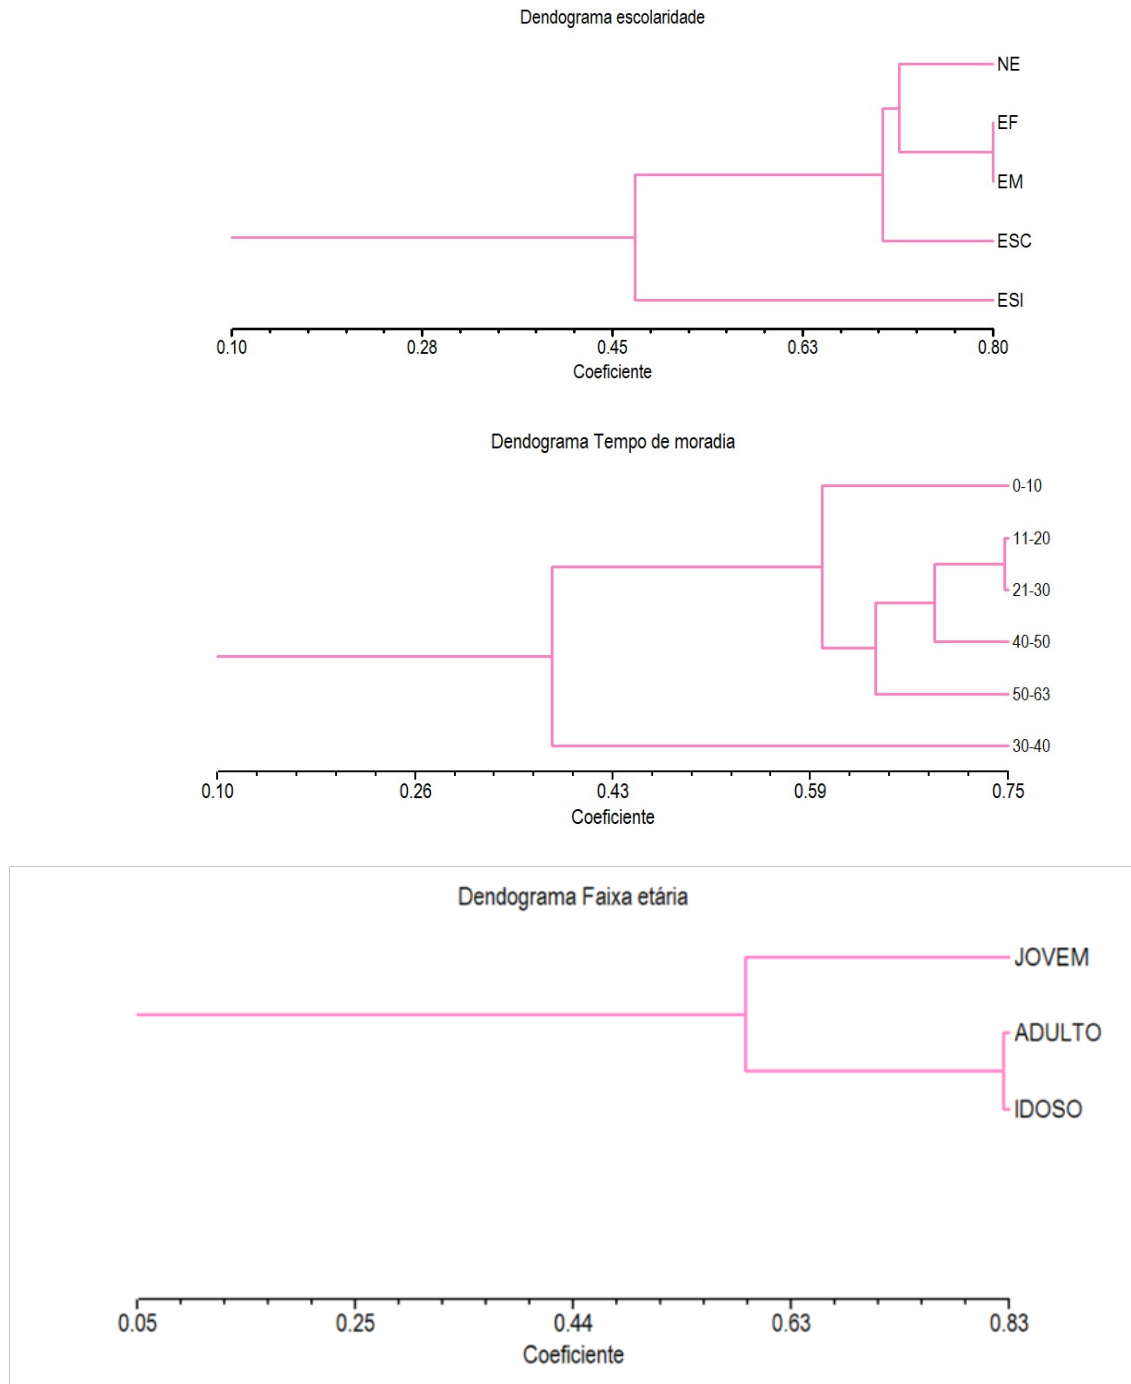 Dendograma escolaridade
NE
EF
EM
ESC
ESI
0.10 0.28 0.45 0.63 0.80
Coeficiente
Dendograma Tempo de moradia
0-10
11-20
21-30
40-50
50-63
30-40
0.10 0.26 0.43 0.59 0.75
Coeficiente
Dendograma Faixa etária
JOVEM
ADULTO
IDOSO
0.05 0.25 0.44 0.63 0.83
Coeficiente